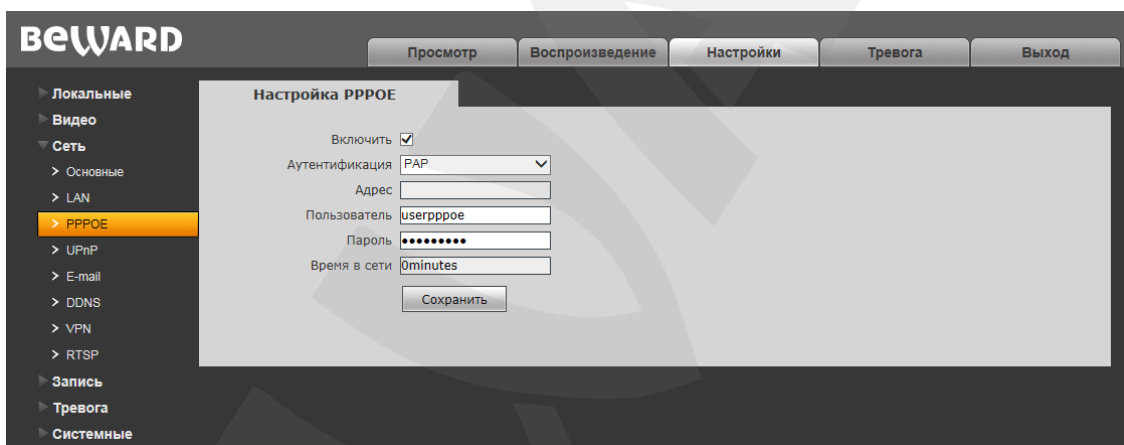 BEWARD
Просмотр
Воспроизведение
Настройки
Тревога
Выход
Локальные
Видео
Сеть
Основные
LAN
PPPOE
UPnP
E-mail
DDNS
VPN
RTSP
Запись
Тревога
Системные
Настройка PPPOE
Включить
Аутентификация PAP
Адрес
Пользователь userpppoe
Пароль •••••••••
Время в сети 0minutes
Сохранить